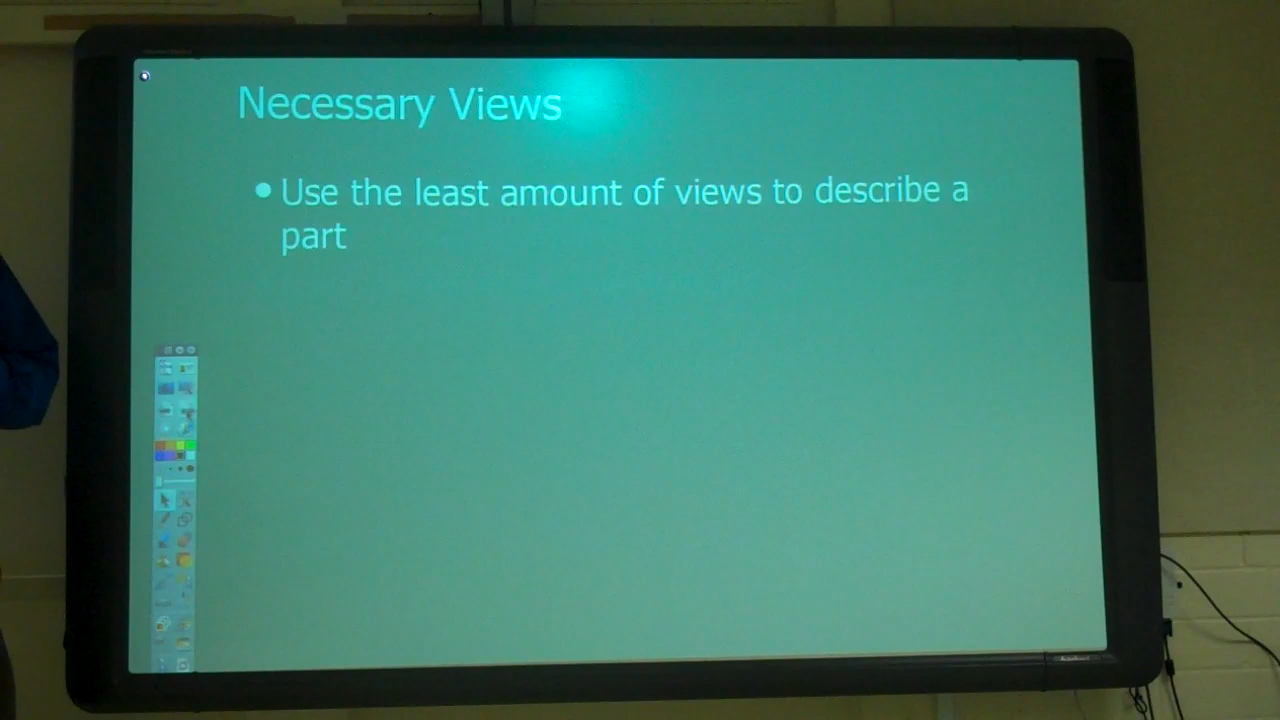 Necessary Views
• Use the least amount of views to describe a
part